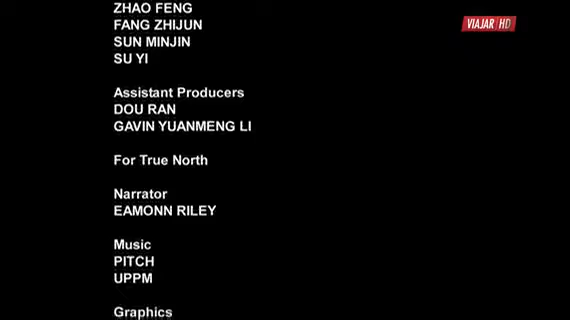 ZHAO FENG
FANG ZHIJUN
SUN MINJIN
SU YI
VIAJAR HD
Assistant Producers
DOU RAN
GAVIN YUANMENG LI
For True North
Narrator
EAMONN RILEY
Music
PITCH
UPPM
Graphics